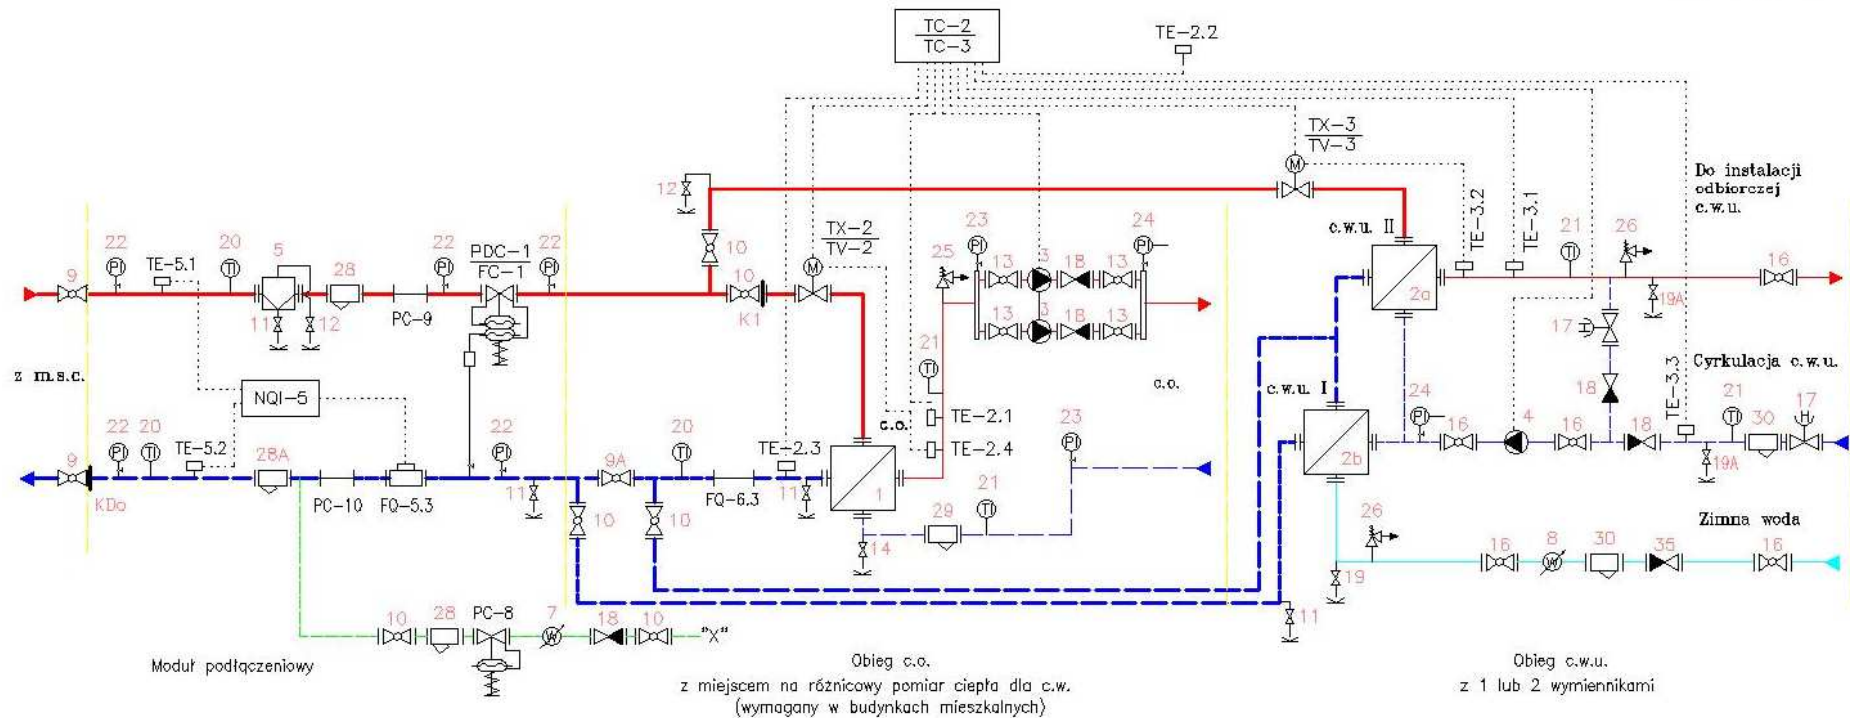 TC-2
TC-3
TE-2.2
TX-3
TV-3
Do instalacji
odbiorczej
c.w.u.
12
23
24
TE-3.2
TE-3.1
21
26
TX-2
TV-2
c.w.u. II
22
20
5
22
PDC-1
FC-1
22
10
25
13
3
18
13
9
TE-5.1
TI
28
10
M
2a
16
PI
11
12
PC-9
K1
13
3
18
13
19A
17
21
z m.s.c.
NQI-5
c.o.
c.w.u. I
Cyrkulacja c.w.u.
18
TE-3.3
TE-2.1
c.o.
TE-2.4
23
24
16
4
16
18
21
30
17
22
20
TE-5.2
28A
22
20
TE-2.3
9
9A
2b
19A
KDo
PC-10
FQ-5.3
11
FQ-6.3
11
1
21
10
10
29
TI
14
26
Zimna woda
16
8
30
35
16
19
10
28
PC-8
7
18
10
"X"
11
Moduł podłączeniowy
Obieg c.o.
z miejscem na różnicowy pomiar ciepła dla c.w.
(wymagany w budynkach mieszkalnych)
Obieg c.w.u.
z 1 lub 2 wymiennikami